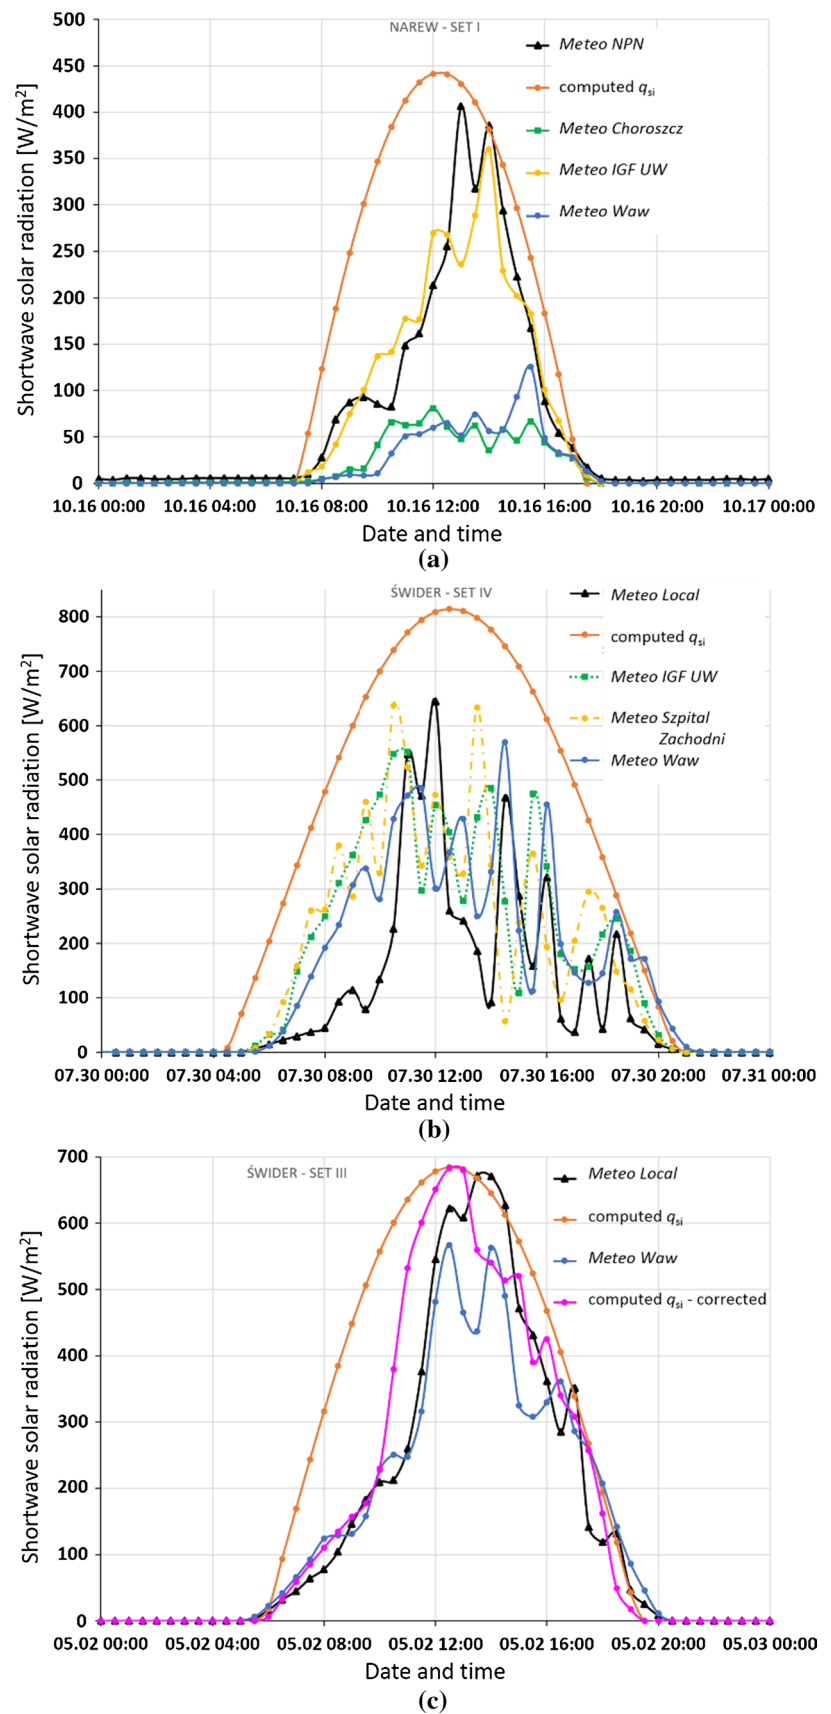 NAREW - SET I
Shortwave solar radiation [W/m²]
500
450
400
350
300
250
200
150
100
50
0
Meteo NPN
computed qsi
Meteo Choroszcz
Meteo IGF UW
Meteo Waw
10.16 00:00 10.16 04:00 10.16 08:00 10.16 12:00 10.16 16:00 10.16 20:00 10.17 00:00
Date and time
(a)
ŚWIDER - SET IV
Shortwave solar radiation [W/m²]
800
700
600
500
400
300
200
100
0
Meteo Local
computed qsi
Meteo IGF UW
Meteo Szpital
Zachodni
Meteo Waw
07.30 00:00 07.30 04:00 07.30 08:00 07.30 12:00 07.30 16:00 07.30 20:00 07.31 00:00
Date and time
(b)
ŚWIDER - SET III
Shortwave solar radiation [W/m²]
700
600
500
400
300
200
100
0
Meteo Local
computed qsi
Meteo Waw
computed qsi - corrected
05.02 00:00 05.02 04:00 05.02 08:00 05.02 12:00 05.02 16:00 05.02 20:00 05.03 00:00
Date and time
(c)